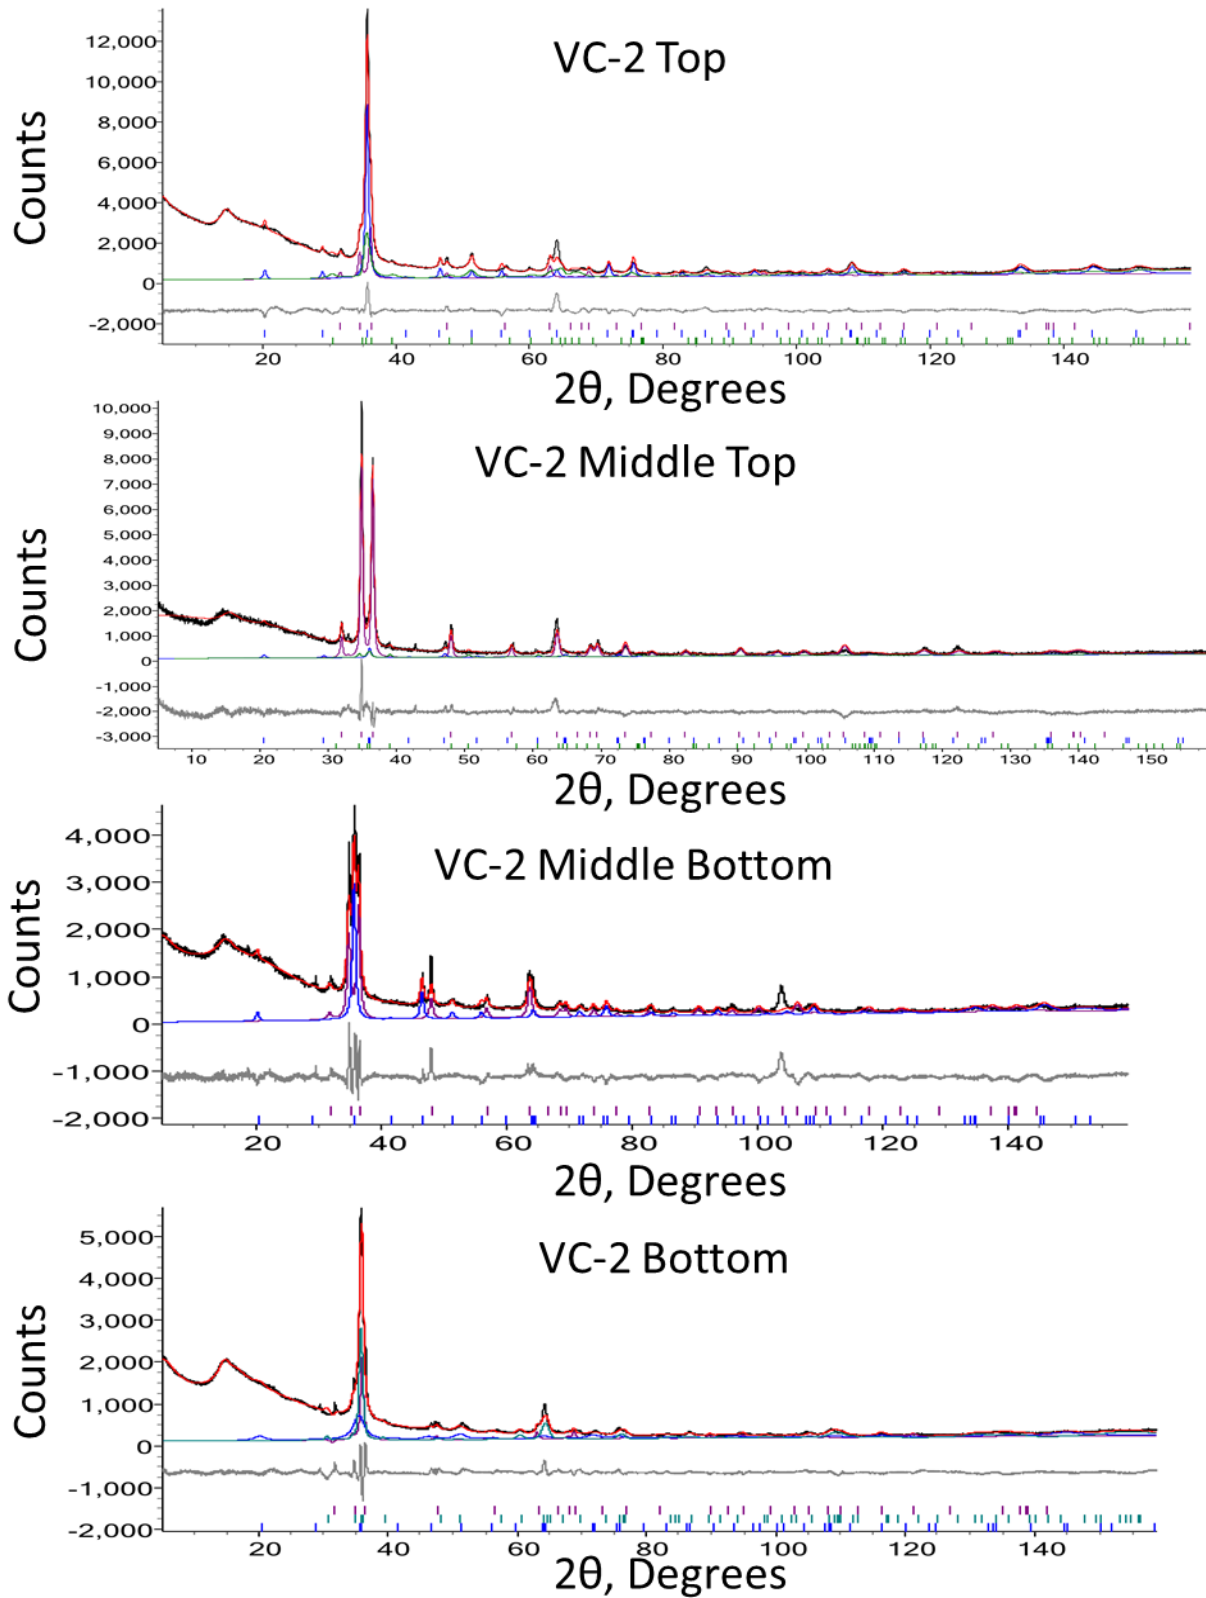 VC-2 Top
Counts
12,000
10,000
8,000
6,000
4,000
2,000
0
-2,000
20 40 60 80 100 120 140
2θ, Degrees
VC-2 Middle Top
Counts
10,000
9,000
8,000
7,000
6,000
5,000
4,000
3,000
2,000
1,000
0
-1,000
-2,000
-3,000
10 20 30 40 50 60 70 80 90 100 110 120 130 140 150
2θ, Degrees
VC-2 Middle Bottom
Counts
4,000
3,000
2,000
1,000
0
-1,000
-2,000
20 40 60 80 100 120 140
2θ, Degrees
VC-2 Bottom
Counts
5,000
4,000
3,000
2,000
1,000
0
-1,000
-2,000
20 40 60 80 100 120 140
2θ, Degrees